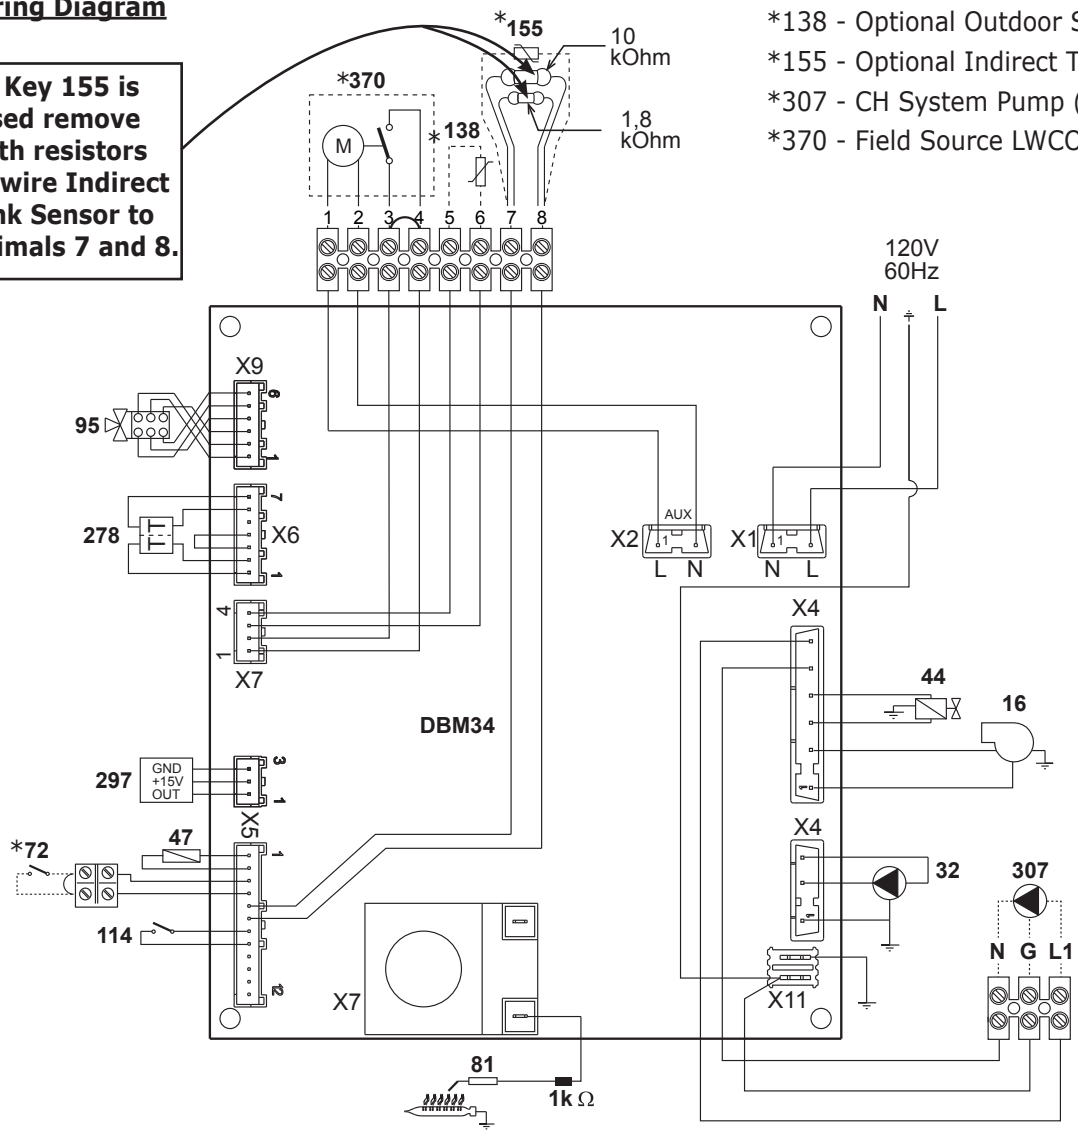 ring Diagram
Key 155 is
sed remove
th resistors
wire Indirect
nk Sensor to
imals 7 and 8.
*138 - Optional Outdoor S
*155 - Optional Indirect T
*307 - CH System Pump (
*370 - Field Source LWCO
*155
10
kOhm
1,8
kOhm
*370
M
*138
1 2 3 4 5 6 7 8
120V
60Hz
N L
X9
6
1
95
7
1
X6
278
4
1
X7
AUX
X2
1
L N
X1
1
N L
X4
1
44
16
DBM34
297
GND
+15V
OUT
3
1
X5
47
*72
1
12
114
X4
1
32
307
N G L1
X7
X11
81
1k Ω